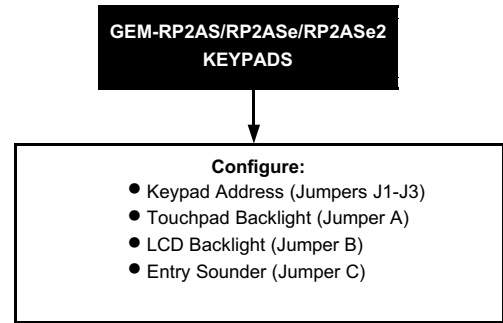 GEM-RP2AS/RP2ASe/RP2ASe2
KEYPADS
Configure:
● Keypad Address (Jumpers J1-J3)
● Touchpad Backlight (Jumper A)
● LCD Backlight (Jumper B)
● Entry Sounder (Jumper C)